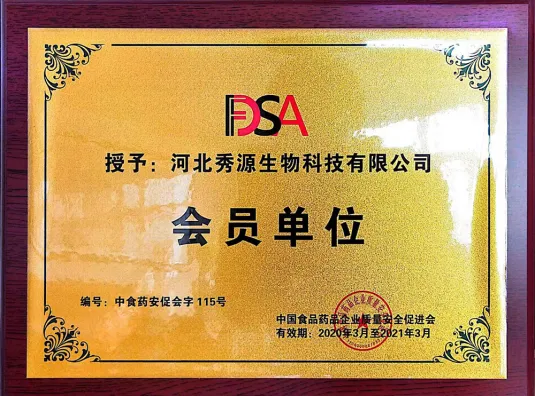 FDSA
授予：河北秀源生物科技有限公司
会员单位
编号：中食药安促会字115号
中国食品药品企业质量安全促进会
有效期：2020年3月至2021年3月